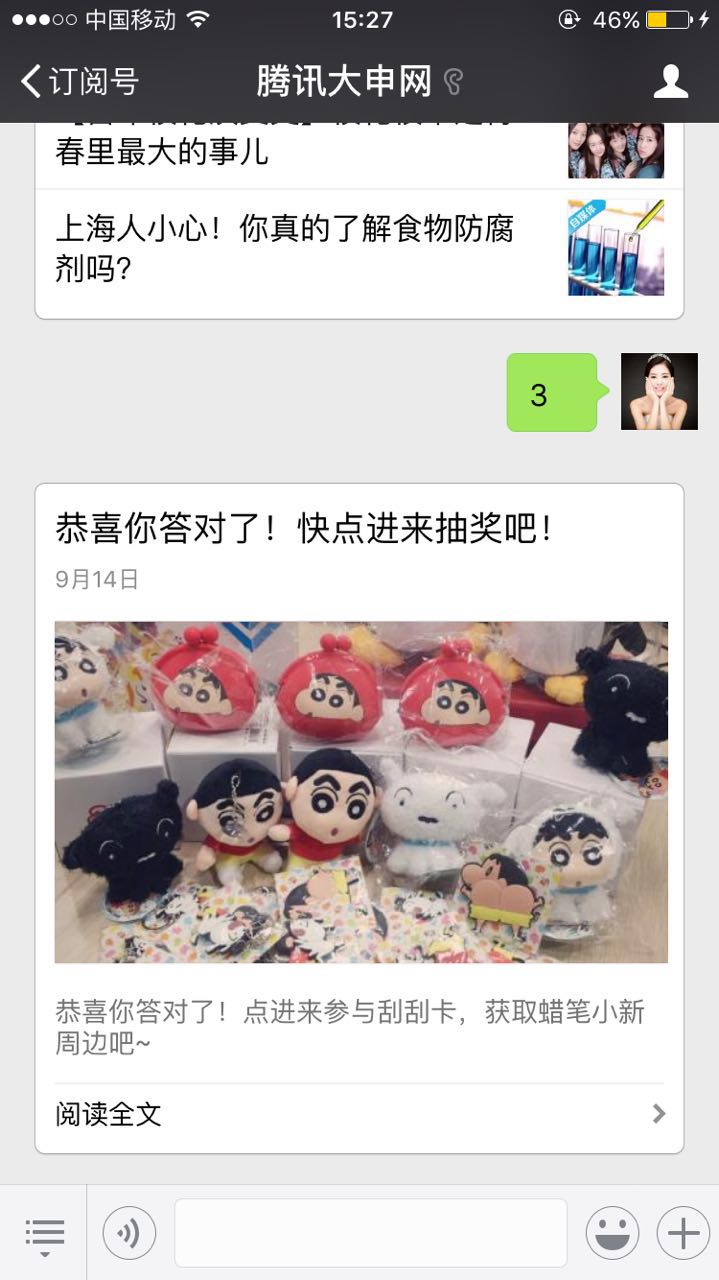 中国移动
15:27
46%
订阅号
腾讯大申网
春里最大的事儿
上海人小心！你真的了解食物防腐
剂吗?
自媒体
3
恭喜你答对了！快点进来抽奖吧！
9月14日
恭喜你答对了！点进来参与刮刮卡，获取蜡笔小新
周边吧~
阅读全文